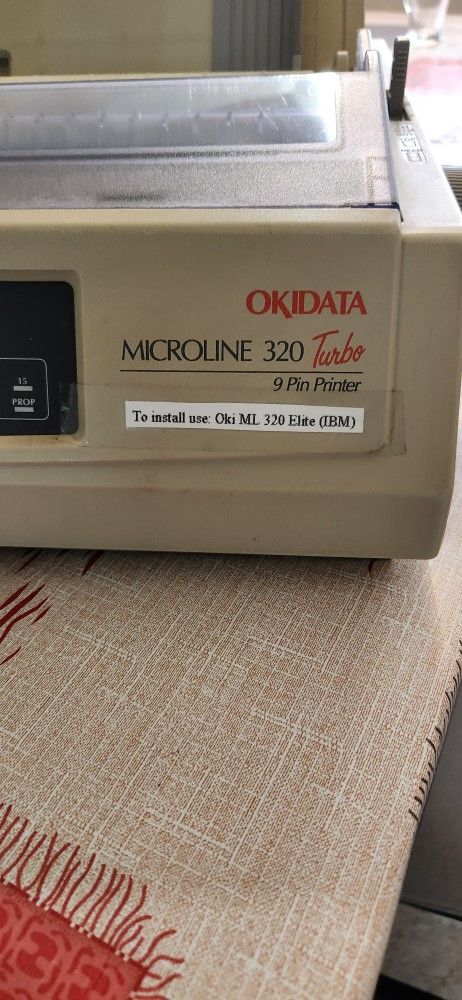 OKIDATA
MICROLINE 320 Turbo
9 Pin Printer
15
PROP
To install use: Oki ML 320 Elite (IBM)